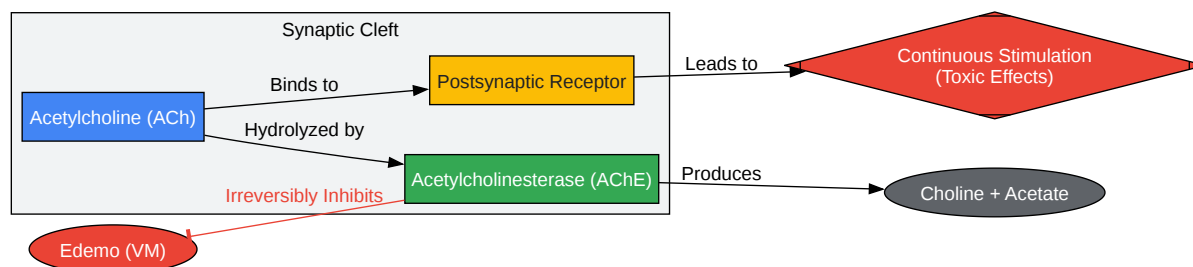 Synaptic Cleft
Acetylcholine (ACh)
Binds to
Hydrolyzed by
Postsynaptic Receptor
Acetylcholinesterase (AChE)
Irreversibly Inhibits
Edemo (VM)
Leads to
Continuous Stimulation
(Toxic Effects)
Produces
Choline + Acetate